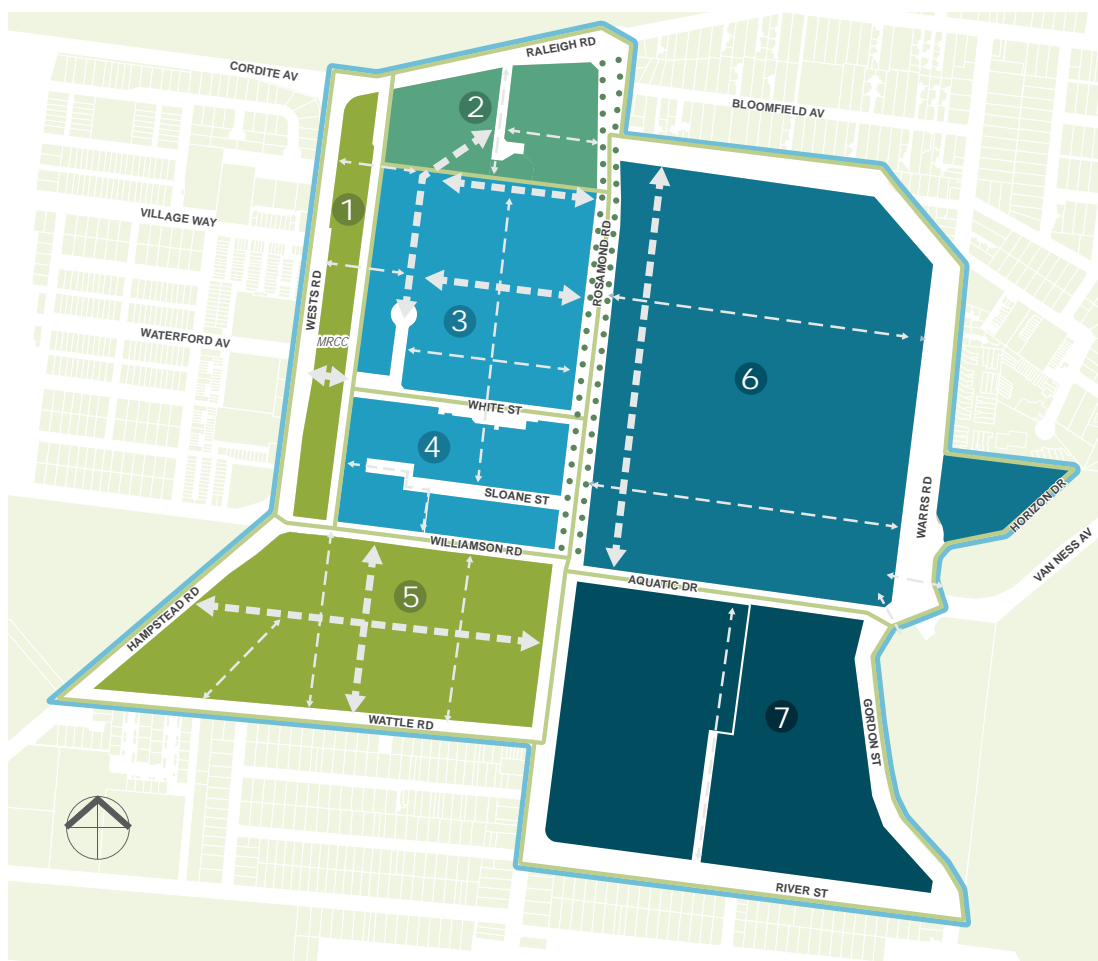 RALEIGH RD
CORDITE AV
2
BLOOMFIELD AV
1
VILLAGE WAY
ROSAMOND RD
WESTS RD
3
WATERFORD AV
MRCC
6
WHITE ST
4
SLOANE ST
WARRS RD
HORIZON DR
WILLIAMSON RD
VAN NESS AV
AQUATIC DR
5
HAMPSTEAD RD
WATTLE RD
7
GORDON ST
RIVER ST